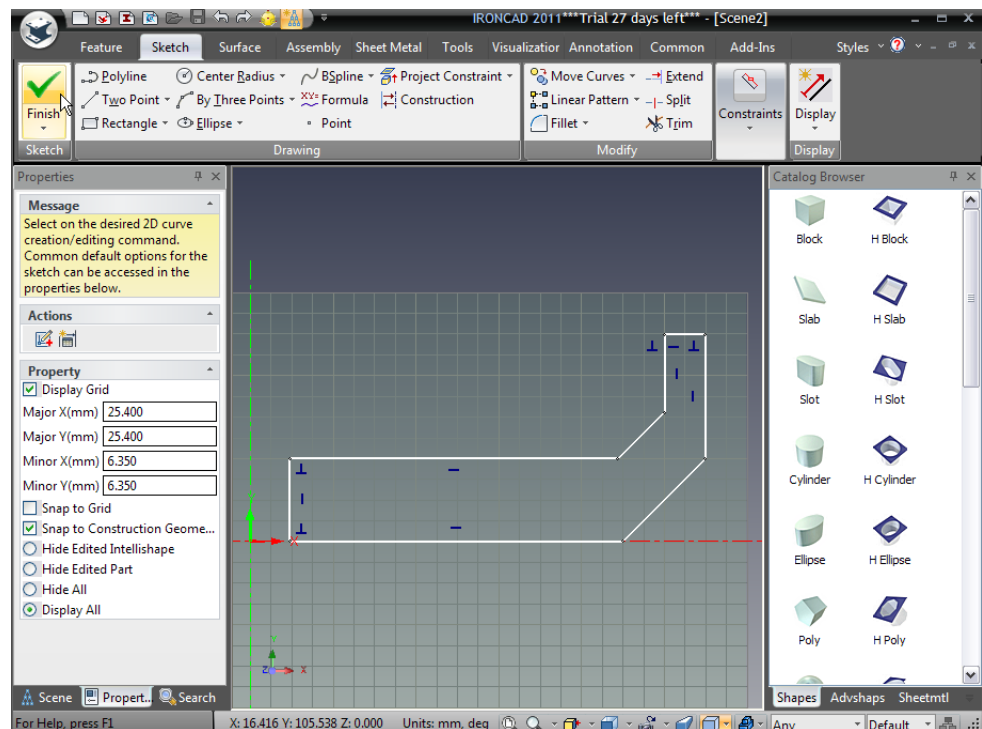 IRONCAD 2011***Trial 27 days left*** - [Scene2]
Feature Sketch Surface Assembly Sheet Metal Tools Visualization Annotation Common Add-Ins Styles
Polyline Center Radius BSpline Project Constraint Move Curves Extend
Two Point By Three Points XY= Formula Construction Linear Pattern Split Constraints Display
Finish Rectangle Ellipse Point Fillet Trim
Sketch Drawing Modify Display
Properties
Message
Select on the desired 2D curve
creation/editing command.
Common default options for the
sketch can be accessed in the
properties below.
Actions
Property
Display Grid
Major X(mm) 25.400
Major Y(mm) 25.400
Minor X(mm) 6.350
Minor Y(mm) 6.350
Snap to Grid
Snap to Construction Geome...
Hide Edited Intellishape
Hide Edited Part
Hide All
Display All
Z X
Catalog Browser
Block H Block
Slab H Slab
Slot H Slot
Cylinder H Cylinder
Ellipse H Ellipse
Poly H Poly
Scene Propert... Search
Shapes Advshaps Sheetmtl
For Help, press F1 X: 16.416 Y: 105.538 Z: 0.000 Units: mm, deg Any Default